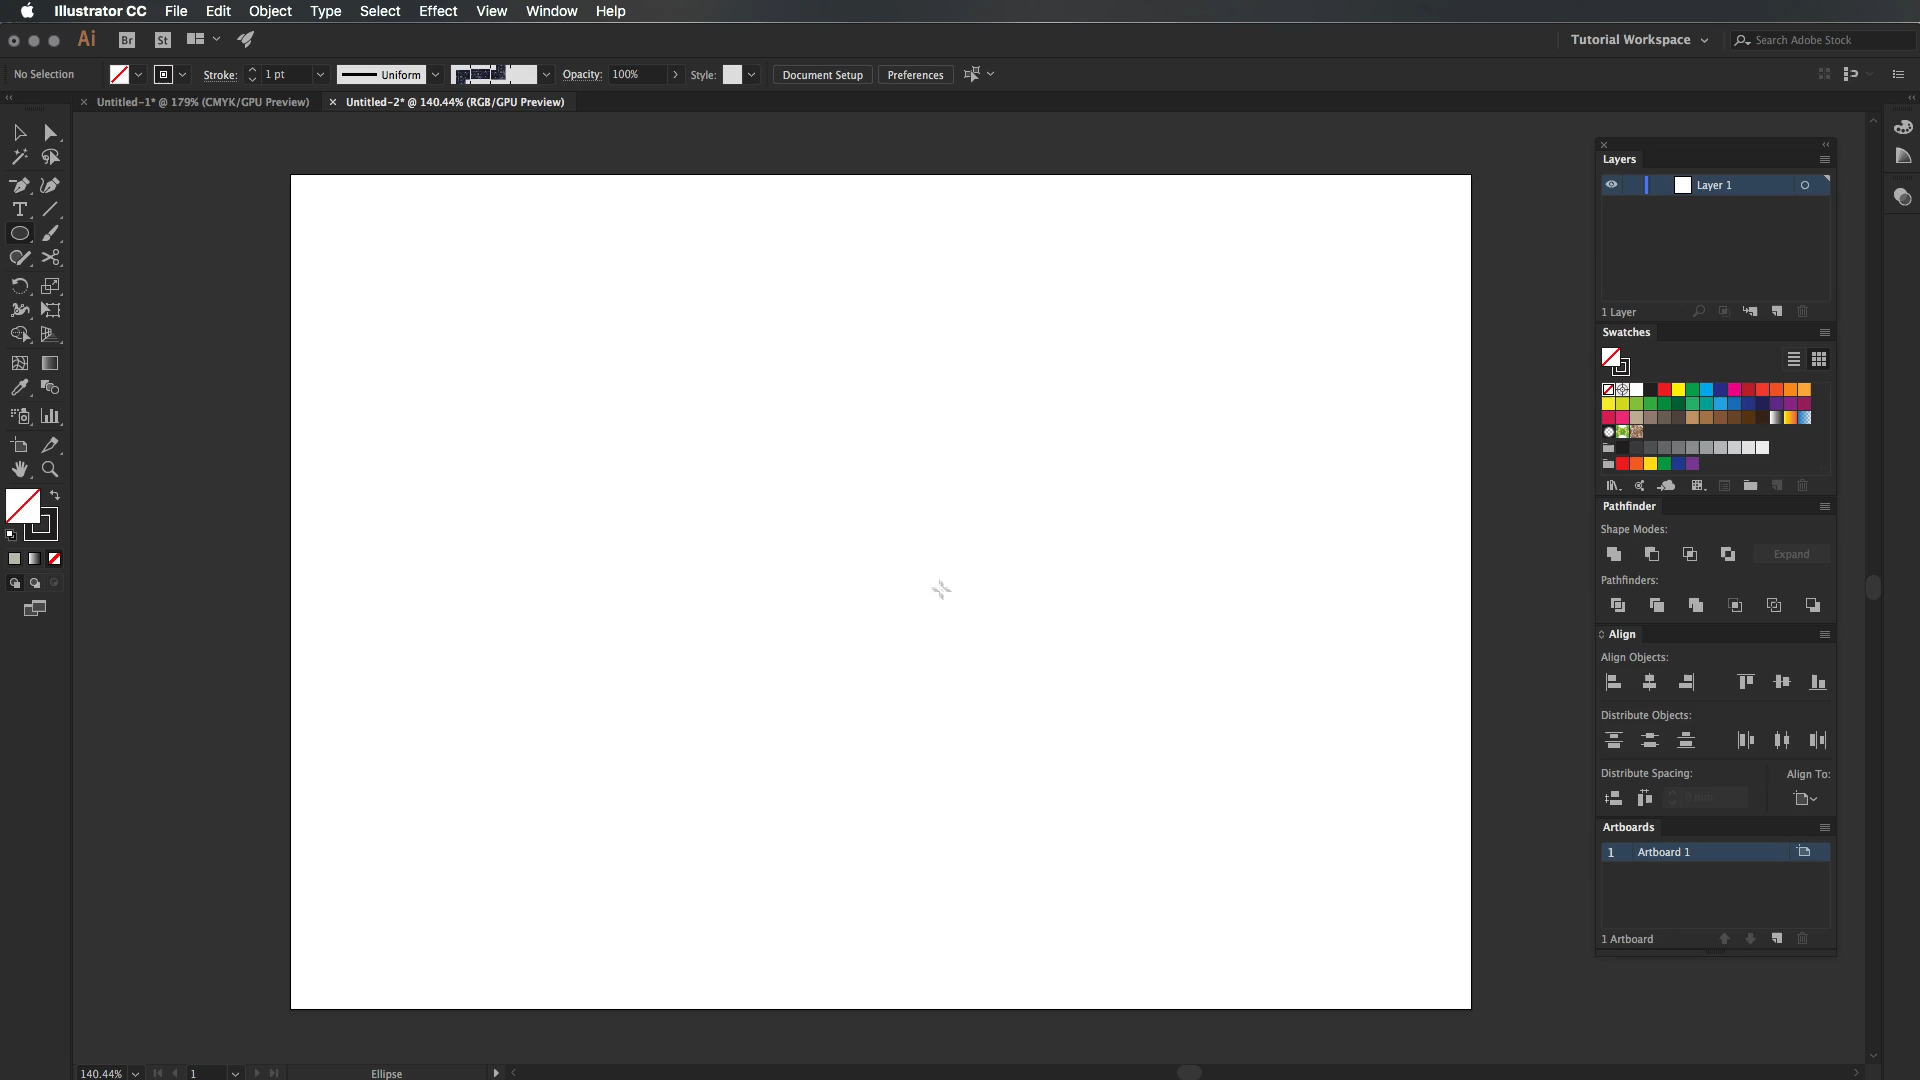 Illustrator CC File Edit Object Type Select Effect View Window Help
Ai Br St Tutorial Workspace Search Adobe Stock
No Selection Stroke: 1 pt Uniform Opacity: 100% Style: Document Setup Preferences
Untitled-1* @ 179% (CMYK/GPU Preview) Untitled-2* @ 140.44% (RGB/GPU Preview)
Layers
Layer 1
1 Layer
Swatches
Pathfinder
Shape Modes:
Expand
Pathfinders:
Align
Align Objects:
Distribute Objects:
Distribute Spacing: Align To:
Artboards
1 Artboard 1
1 Artboard
140.44% 1 Ellipse